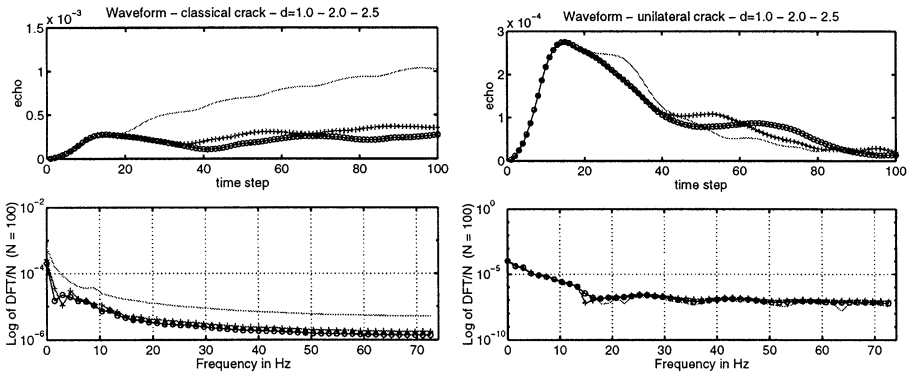 Waveform – classical crack – d=1.0 – 2.0 – 2.5
x 10⁻³
1.5
1
0.5
0
echo
0 20 40 60 80 100
time step
Waveform – unilateral crack – d=1.0 – 2.0 – 2.5
x 10⁻⁴
3
2
1
0
echo
0 20 40 60 80 100
time step
10⁻²
10⁻⁴
10⁻⁶
Log of DFT/N (N = 100)
0 10 20 30 40 50 60 70
Frequency in Hz
10⁰
10⁻⁵
10⁻¹⁰
Log of DFT/N (N = 100)
0 10 20 30 40 50 60 70
Frequency in Hz